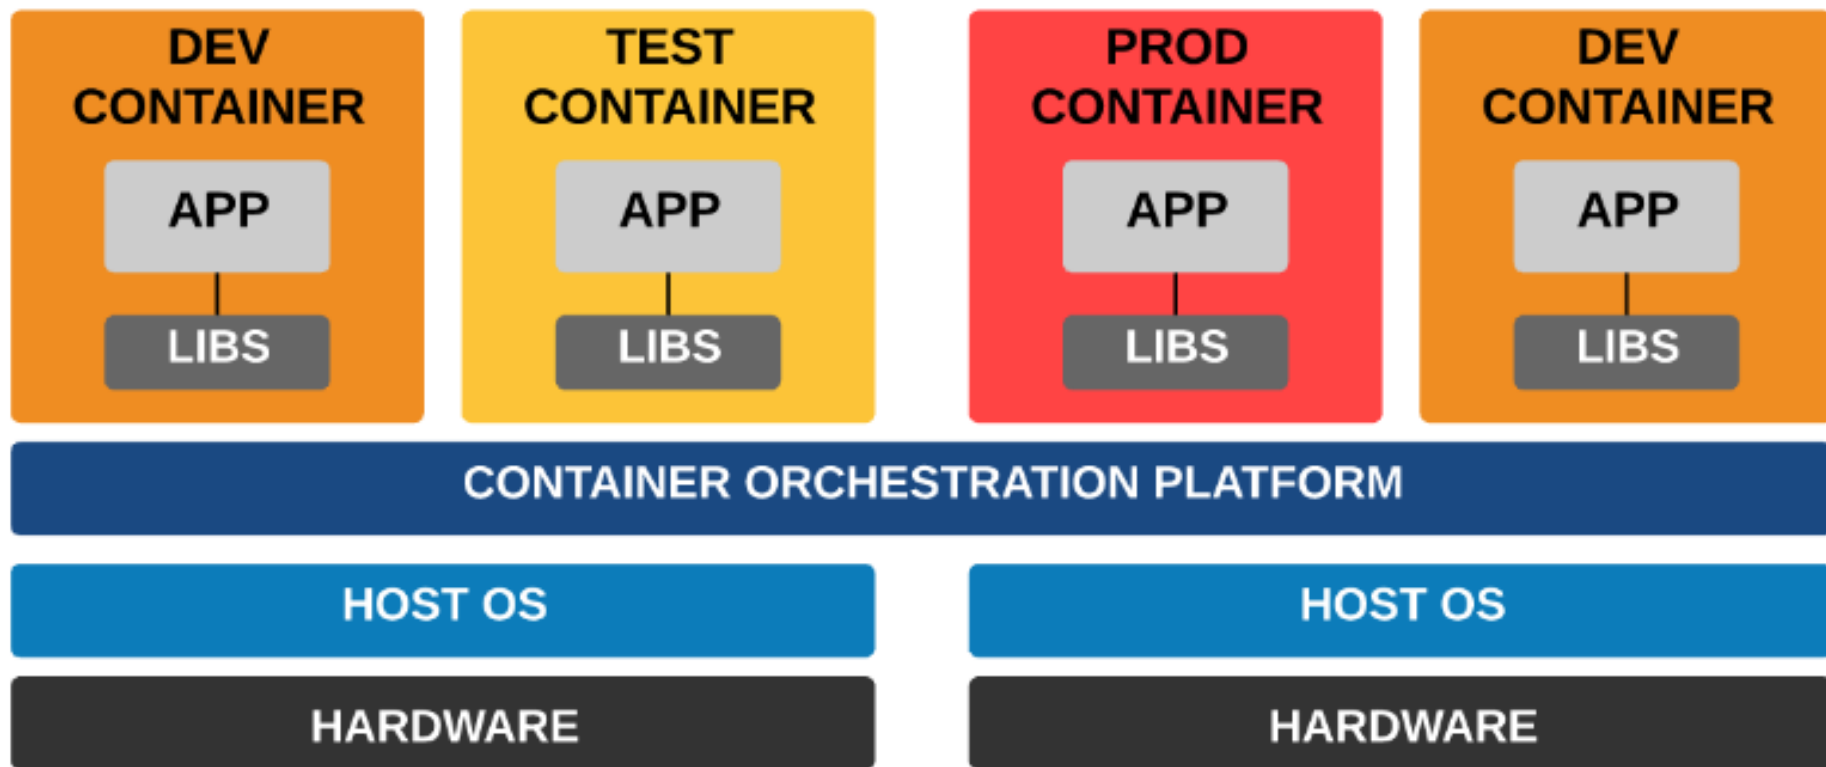 DEV
CONTAINER
APP
LIBS
TEST
CONTAINER
APP
LIBS
PROD
CONTAINER
APP
LIBS
DEV
CONTAINER
APP
LIBS
CONTAINER ORCHESTRATION PLATFORM
HOST OS
HOST OS
HARDWARE
HARDWARE